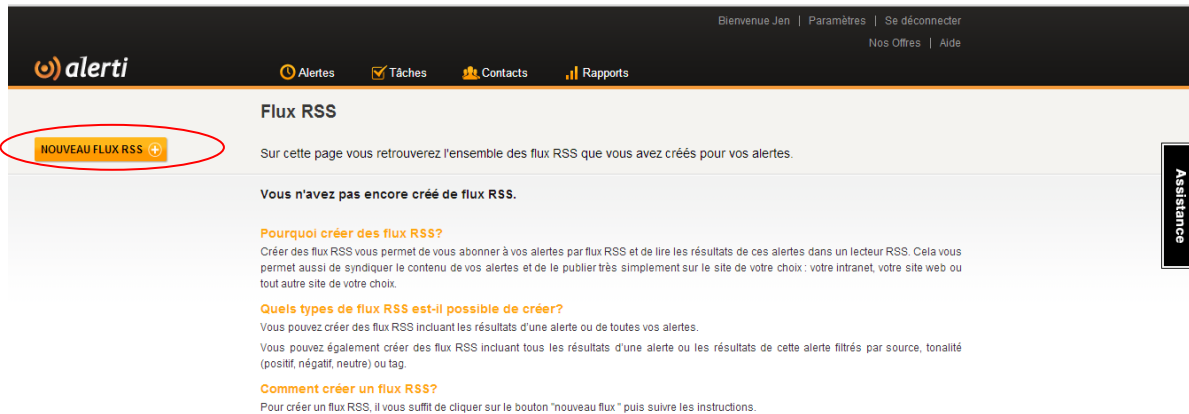 Bienvenue Jen | Paramètres | Se déconnecter
Nos Offres | Aide
alerti
Alertes Tâches Contacts Rapports
Flux RSS
NOUVEAU FLUX RSS
Sur cette page vous retrouverez l'ensemble des flux RSS que vous avez créés pour vos alertes.
Assistance
Vous n'avez pas encore créé de flux RSS.
Pourquoi créer des flux RSS?
Créer des flux RSS vous permet de vous abonner à vos alertes par flux RSS et de lire les résultats de ces alertes dans un lecteur RSS. Cela vous
permet aussi de syndiquer le contenu de vos alertes et de le publier très simplement sur le site de votre choix : votre intranet, votre site web ou
tout autre site de votre choix.
Quels types de flux RSS est-il possible de créer?
Vous pouvez créer des flux RSS incluant les résultats d'une alerte ou de toutes vos alertes.
Vous pouvez également créer des flux RSS incluant tous les résultats d'une alerte ou les résultats de cette alerte filtrés par source, tonalité
(positif, négatif, neutre) ou tag.
Comment créer un flux RSS?
Pour créer un flux RSS, il vous suffit de cliquer sur le bouton "nouveau flux " puis suivre les instructions.